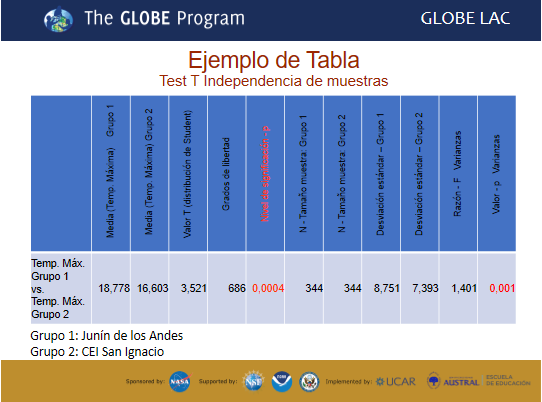 The GLOBE Program
GLOBE LAC
Ejemplo de Tabla
Test T Independencia de muestras
Media (Temp. Máxima) Grupo 1
Media (Temp. Máxima) Grupo 2
Valor T (distribución de Student)
Grados de libertad
Nivel de significación - p
N - Tamaño muestra: Grupo 1
N - Tamaño muestra: Grupo 2
Desviación estándar – Grupo 1
Desviación estándar – Grupo 2
Razón - F Varianzas
Valor - p Varianzas
Temp. Máx.
Grupo 1
vs.
Temp. Máx.
Grupo 2
18,778 16,603 3,521 686 0,0004 344 344 8,751 7,393 1,401 0,001
Grupo 1: Junín de los Andes
Grupo 2: CEI San Ignacio
Sponsored by: NASA Supported by: NSF Implemented by: UCAR AUSTRAL ESCUELA
DE EDUCACIÓN